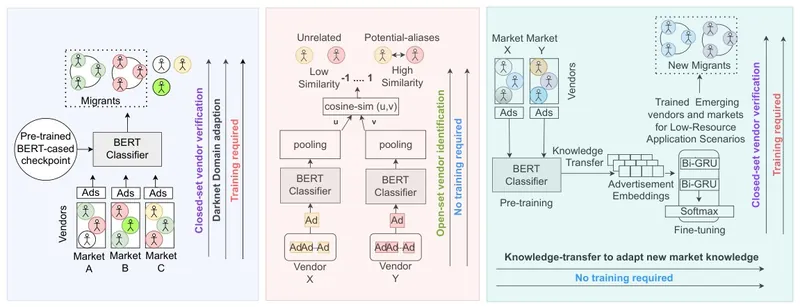 Migrants
Pre-trained
BERT-cased
checkpoint
BERT
Classifier
Ads
Ads
Ads
Vendors
Market
A
Market
B
Market
C
Closed-set vendor verification
Darknet Domain adaption
Training required
Unrelated
Potential-aliases
Low
Similarity
-1 .... 1
High
Similarity
cosine-sim (u,v)
u
v
pooling
pooling
BERT
Classifier
BERT
Classifier
Ad
Ad
AdAd–Ad
AdAd–Ad
Vendor
X
Vendor
Y
Open-set vendor identification
No training required
Market
X
Market
Y
Vendors
Ads
Ads
BERT
Classifier
Pre-training
Knowledge
Transfer
Advertisement
Embeddings
New Migrants
Trained Emerging
vendors and markets
for Low-Resource
Application Scenarios
Bi-GRU
Bi-GRU
Softmax
Fine-tuning
Closed-set vendor verification
Training required
Knowledge-transfer to adapt new market knowledge
No training required